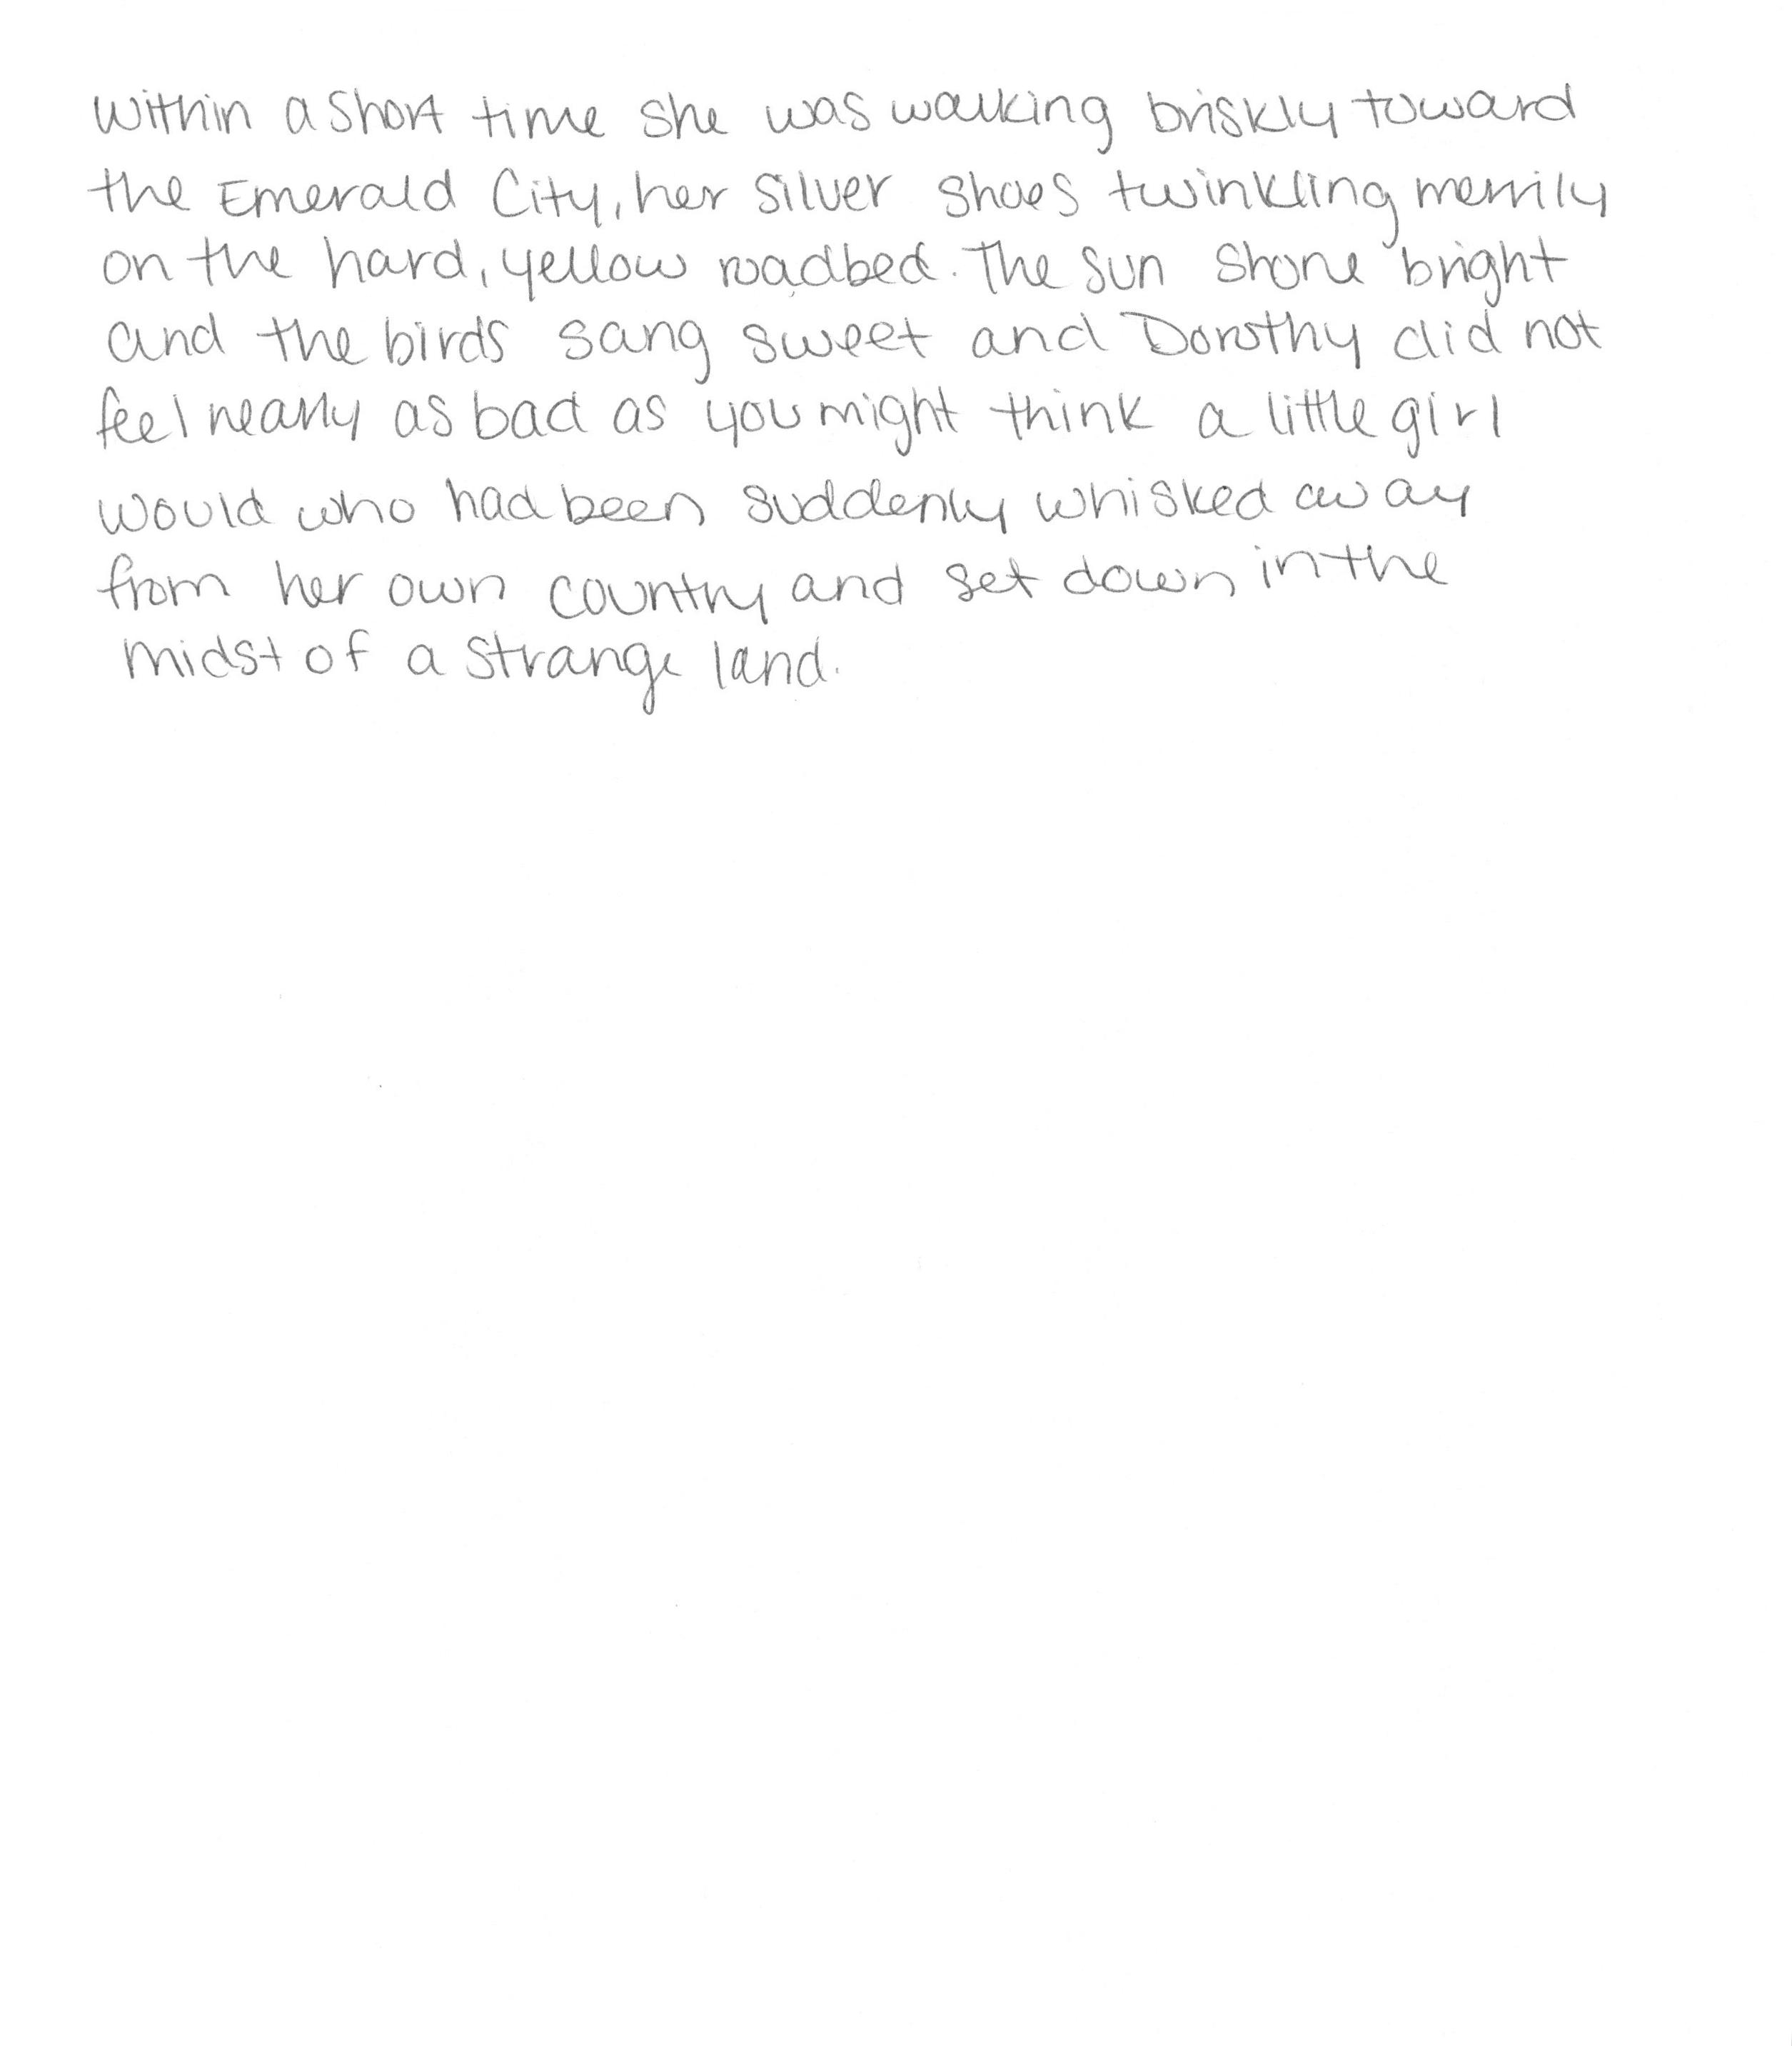 Within a short time she was walking briskly toward
the Emerald City, her silver shoes twinkling merrily
on the hard, yellow roadbed. The sun shone bright
and the birds sang sweet and Dorothy did not
feel nearly as bad as you might think a little girl
would who had been suddenly whisked away
from her own country and set down in the
midst of a strange land.